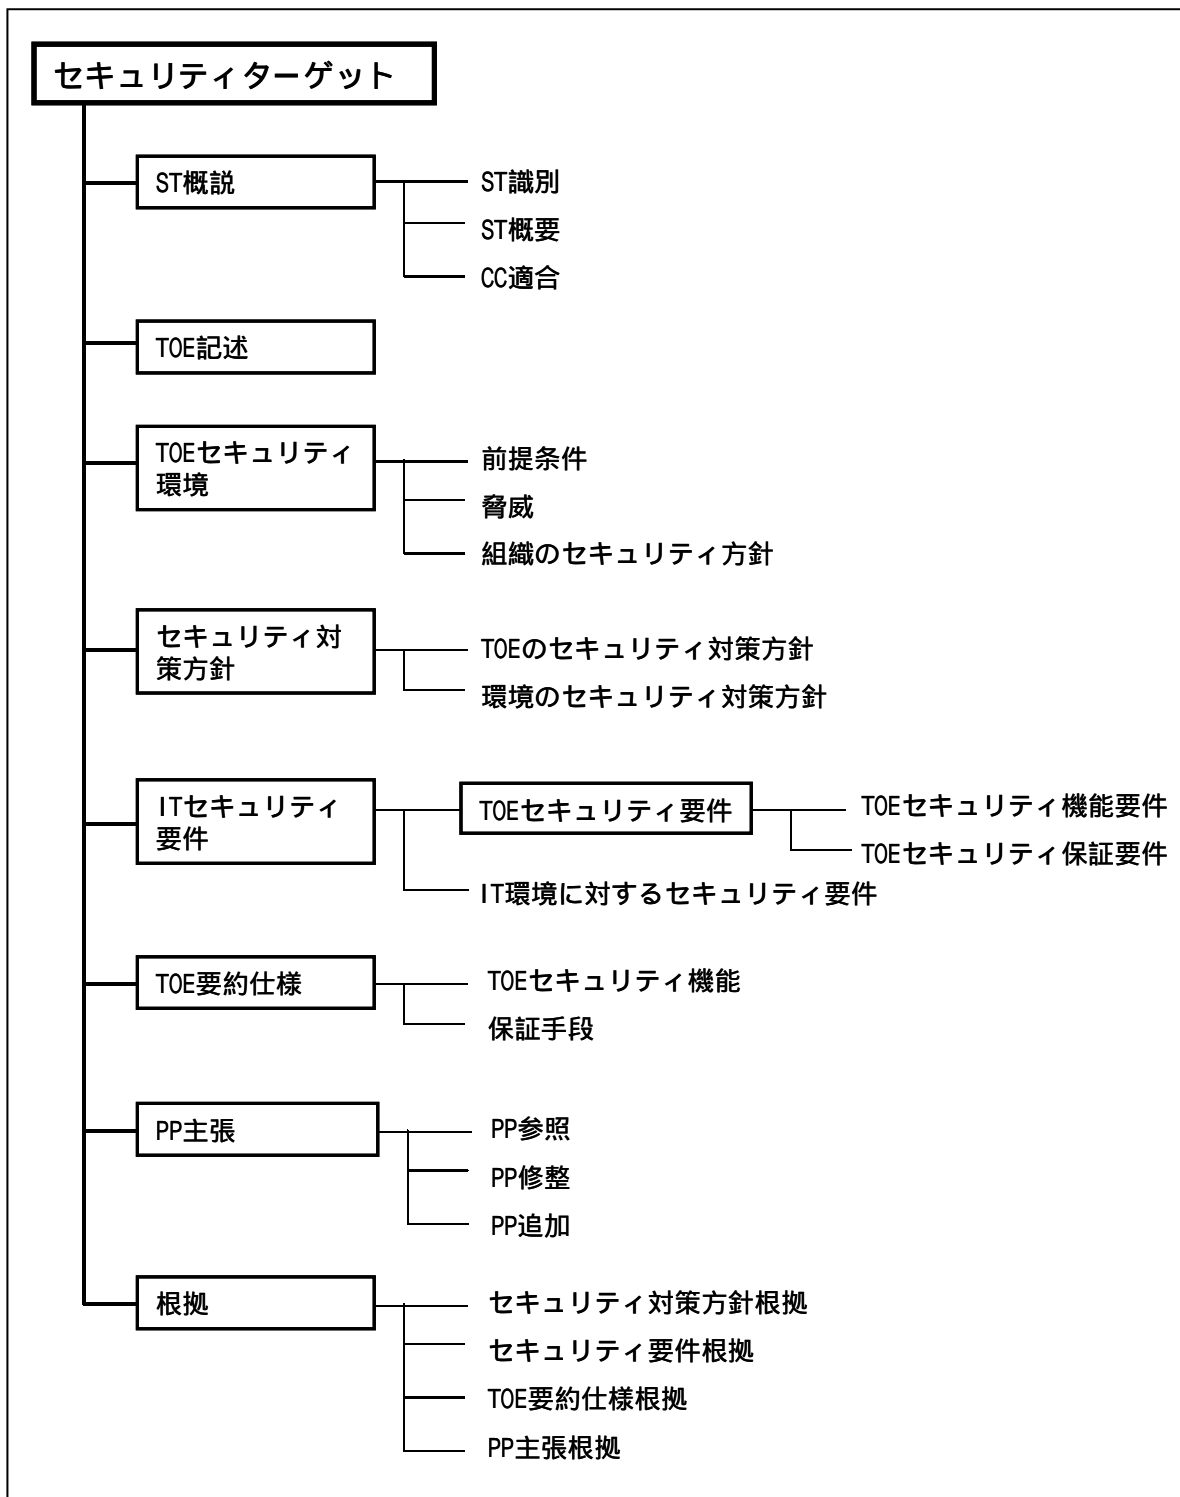 セキュリティターゲット
ST概説
ST識別
ST概要
CC適合
TOE記述
TOEセキュリティ
環境
前提条件
脅威
組織のセキュリティ方針
セキュリティ対
策方針
TOEのセキュリティ対策方針
環境のセキュリティ対策方針
ITセキュリティ
要件
TOEセキュリティ要件
TOEセキュリティ機能要件
TOEセキュリティ保証要件
IT環境に対するセキュリティ要件
TOE要約仕様
TOEセキュリティ機能
保証手段
PP主張
PP参照
PP修整
PP追加
根拠
セキュリティ対策方針根拠
セキュリティ要件根拠
TOE要約仕様根拠
PP主張根拠